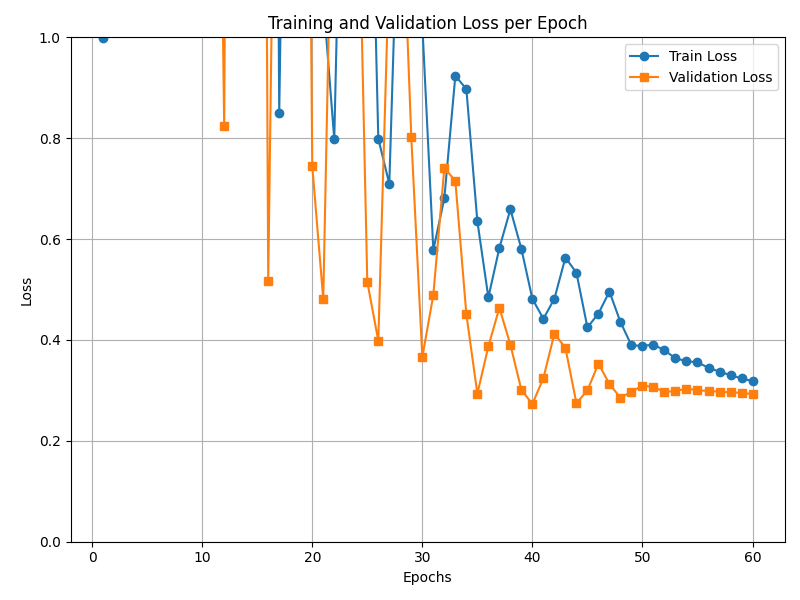 Training and Validation Loss per Epoch
Train Loss
Validation Loss
1.0
0.8
0.6
0.4
0.2
0.0
Loss
0 10 20 30 40 50 60
Epochs